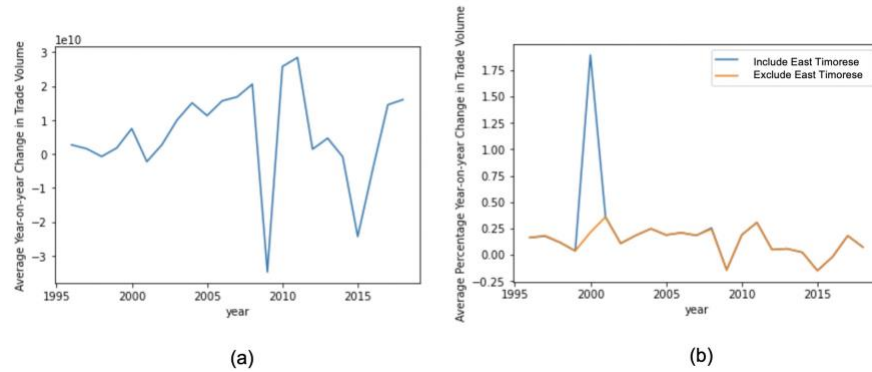 1e10
Average Year-on-year Change in Trade Volume
3
2
1
0
−1
−2
−3
1995
2000
2005
2010
2015
year
(a)
Average Percentage Year-on-year Change in Trade Volume
1.75
1.50
1.25
1.00
0.75
0.50
0.25
0.00
−0.25
Include East Timorese
Exclude East Timorese
1995
2000
2005
2010
2015
year
(b)